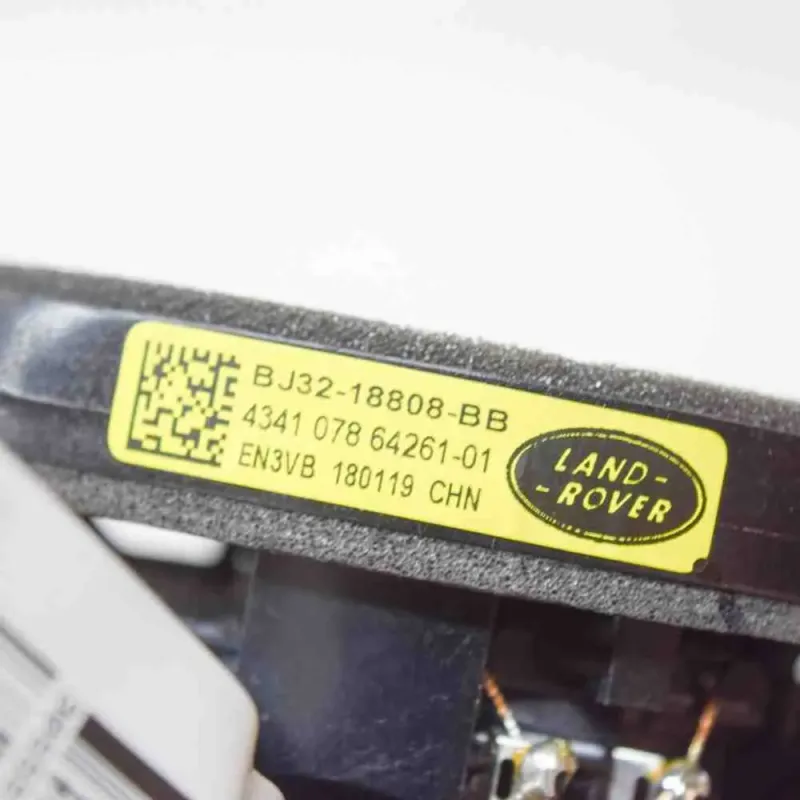 BJ32-18808-BB
4341 078 64261-01
EN3VB 180119 CHN
LAND-
-ROVER